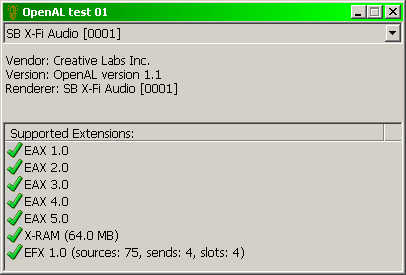 OpenAL test 01
SB X-Fi Audio [0001]
Vendor: Creative Labs Inc.
Version: OpenAL version 1.1
Renderer: SB X-Fi Audio [0001]
Supported Extensions:
EAX 1.0
EAX 2.0
EAX 3.0
EAX 4.0
EAX 5.0
X-RAM (64.0 MB)
EFX 1.0 (sources: 75, sends: 4, slots: 4)